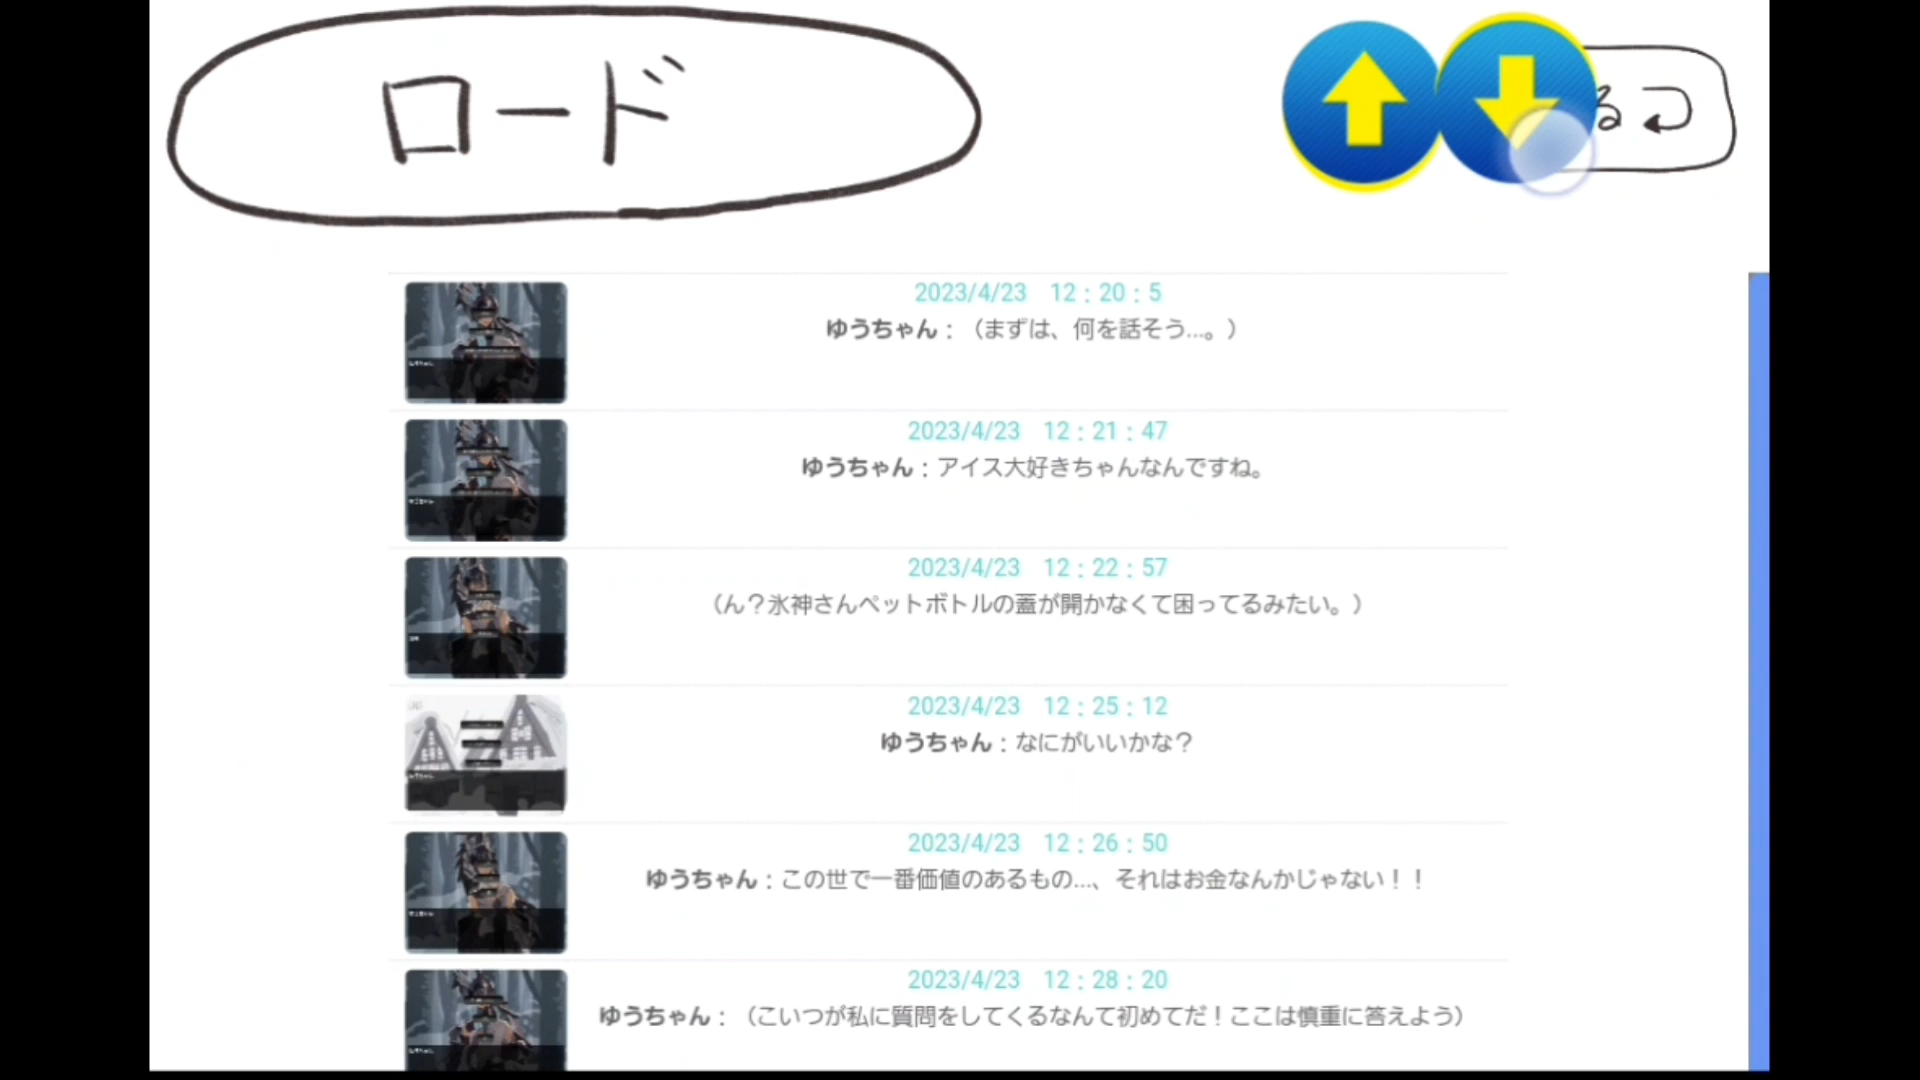 ロード
る
2023/4/23 12:20:5
ゆうちゃん：（まずは、何を話そう…。）
2023/4/23 12:21:47
ゆうちゃん：アイス大好きちゃんなんですね。
2023/4/23 12:22:57
（ん？氷神さんペットボトルの蓋が開かなくて困ってるみたい。）
2023/4/23 12:25:12
ゆうちゃん：なにがいいかな？
2023/4/23 12:26:50
ゆうちゃん：この世で一番価値のあるもの…、それはお金なんかじゃない！！
2023/4/23 12:28:20
ゆうちゃん：（こいつが私に質問をしてくるなんて初めてだ！ここは慎重に答えよう）